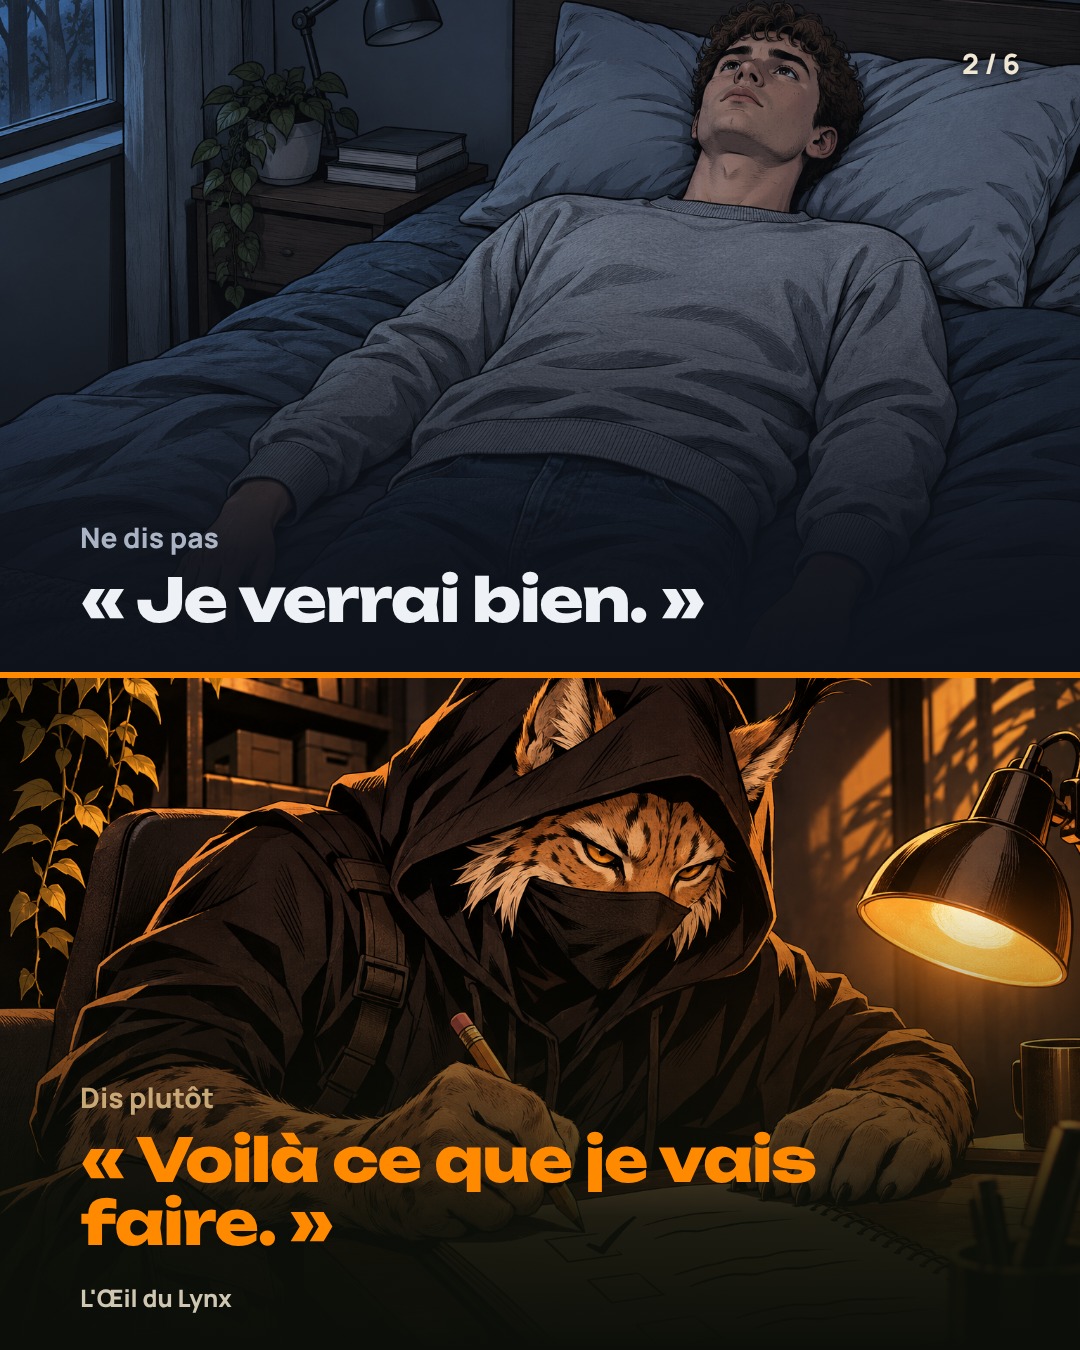 2 / 6
Ne dis pas
« Je verrai bien. »
Dis plutôt
« Voilà ce que je vais
faire. »
L'Œil du Lynx